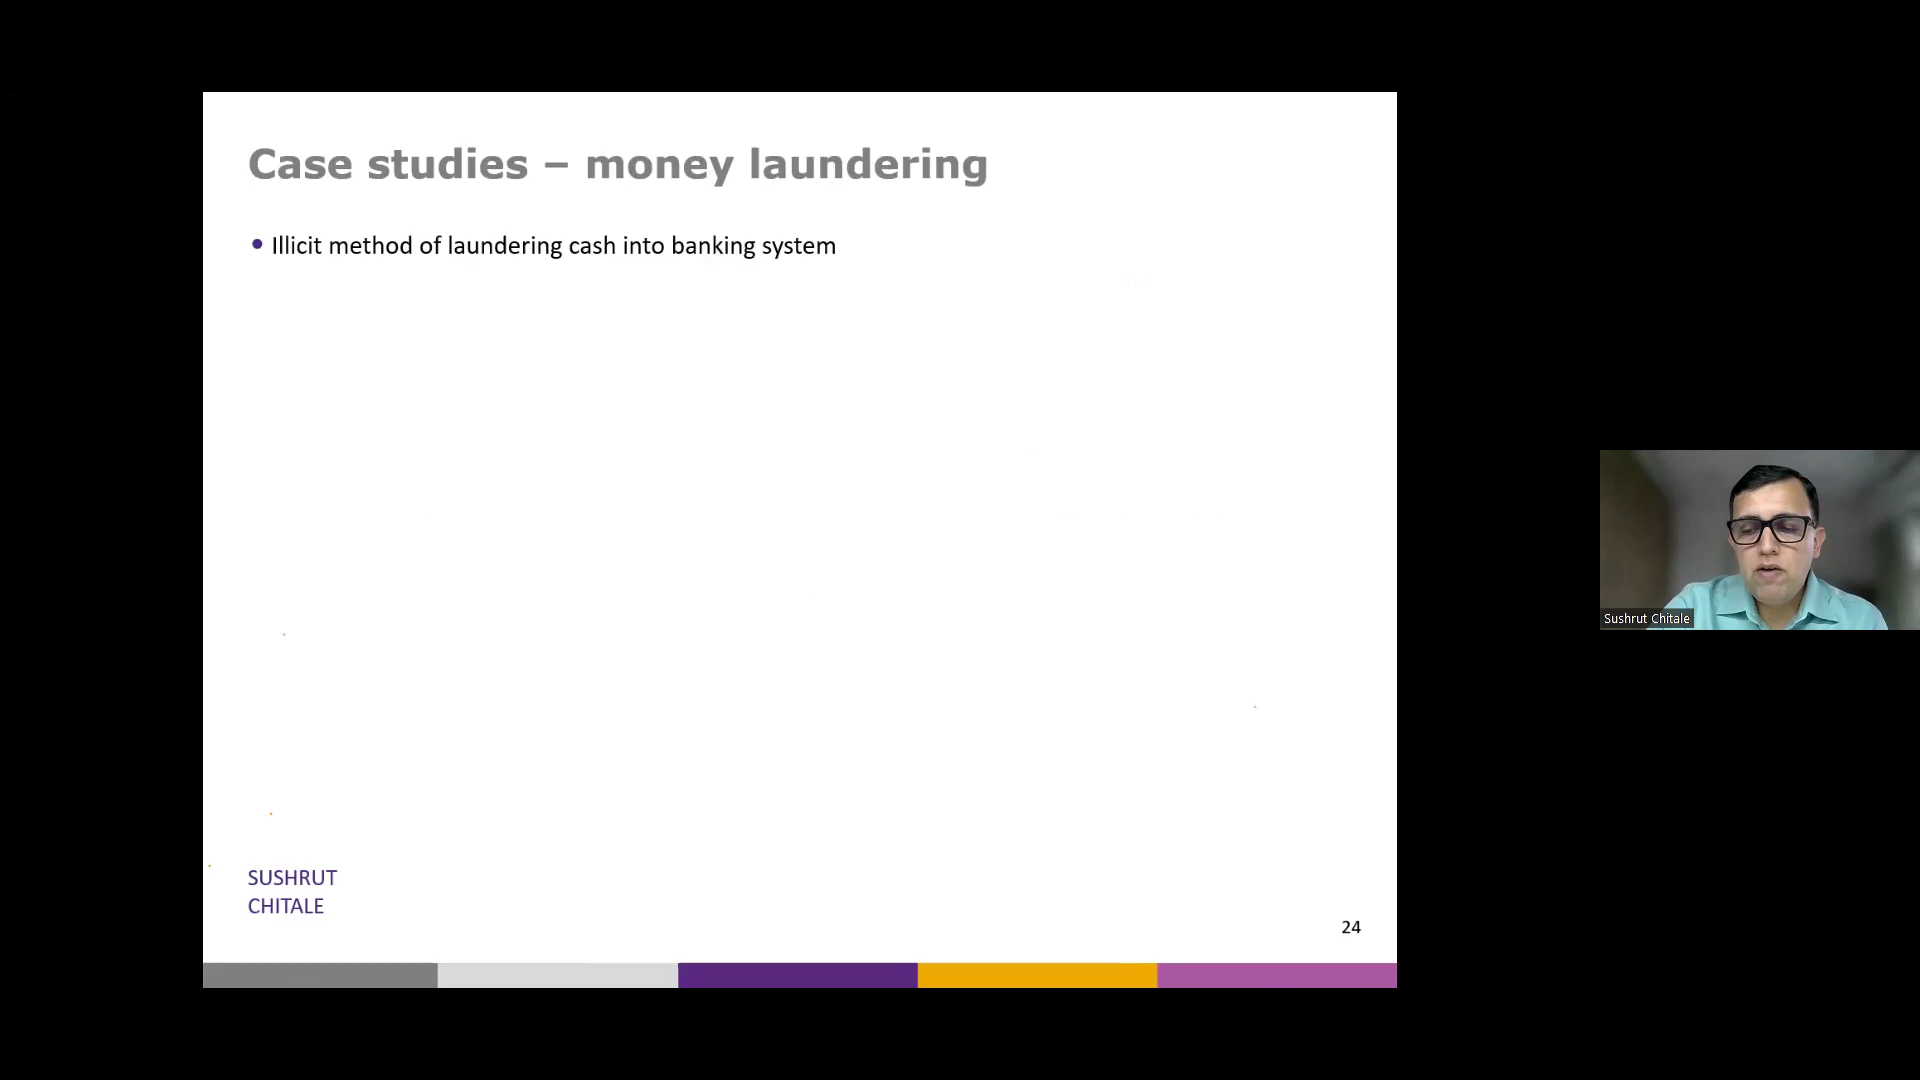 Case studies – money laundering
• Illicit method of laundering cash into banking system
Sushrut Chitale
SUSHRUT
CHITALE
24